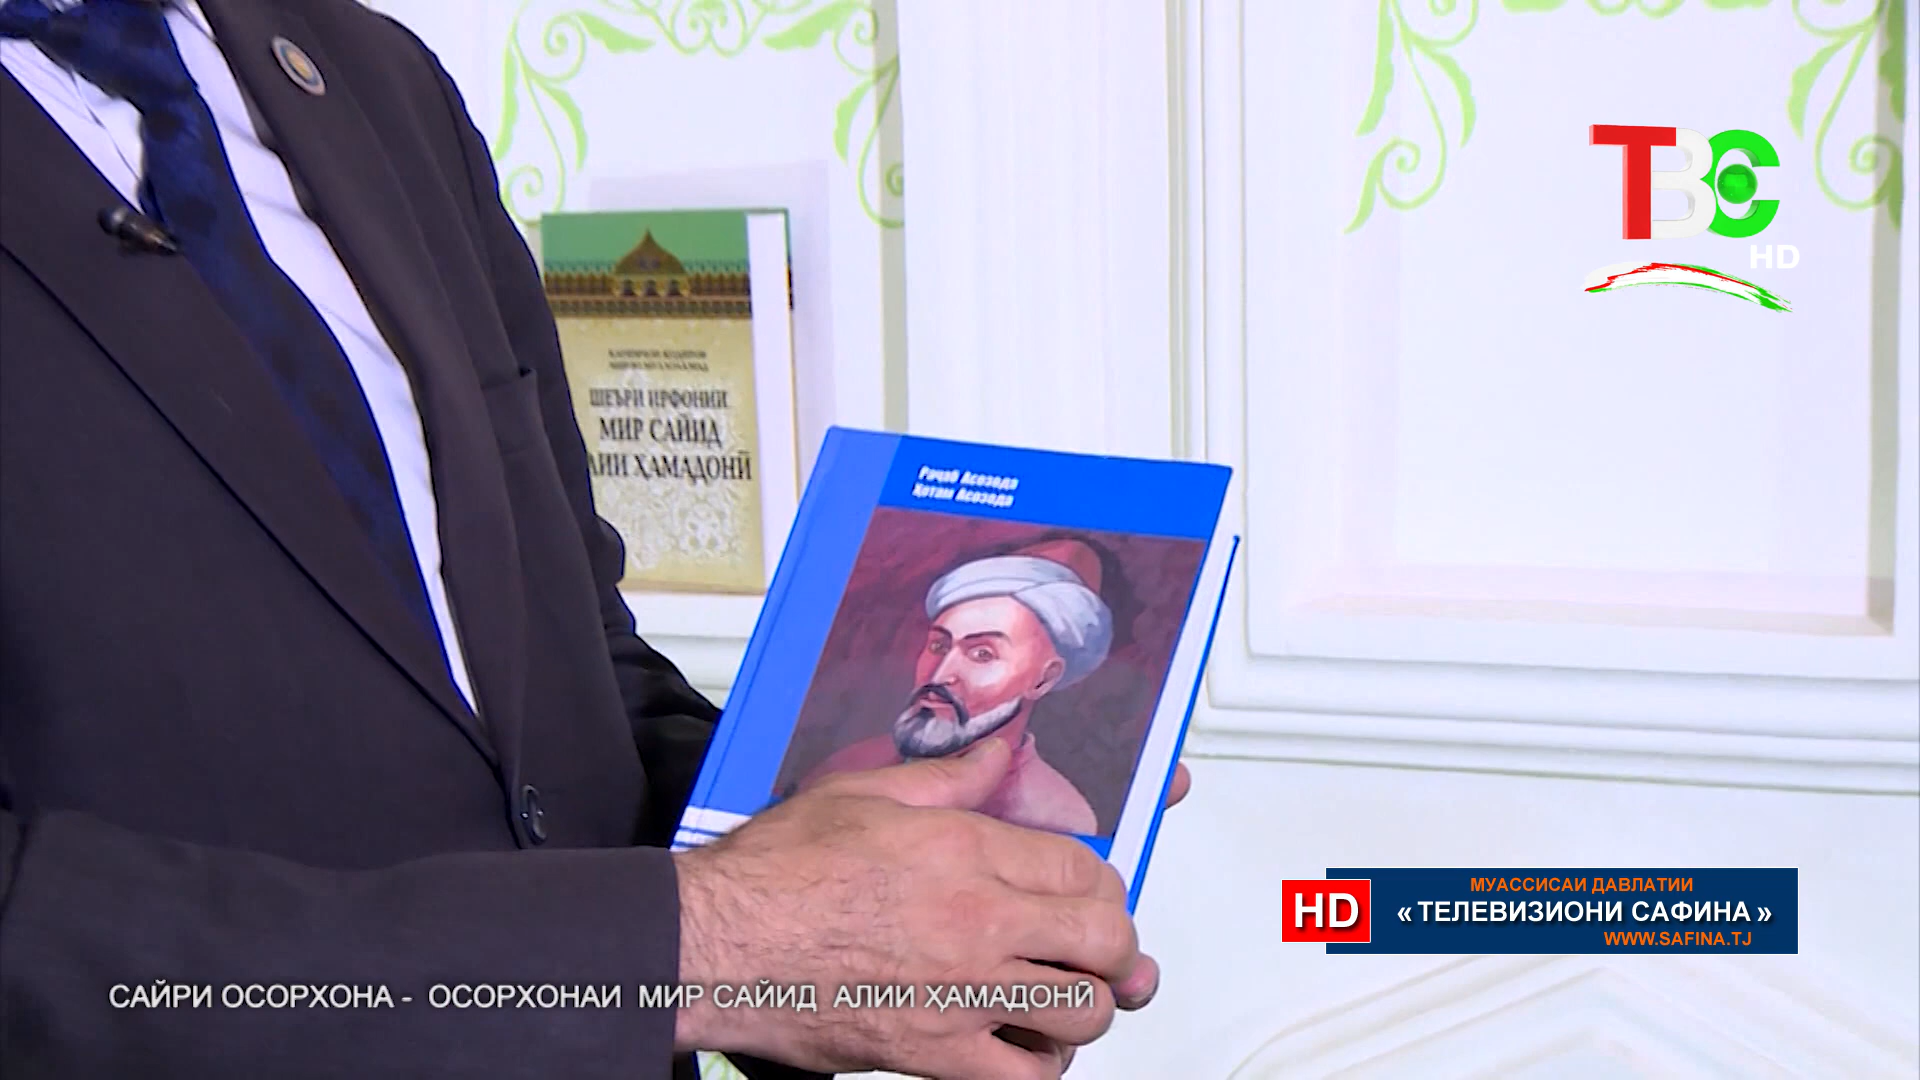 ТВС
HD
КАРОМАТУЛЛО
ШЕЪРИ ИРФОНИИ
МИР САЙИД
АЛИИ ҲАМАДОНӢ
Раҷаб Асозода
Ҳотам Асозода
HD
МУАССИСАИ ДАВЛАТИИ
« ТЕЛЕВИЗИОНИ САФИНА »
WWW.SAFINA.TJ
САЙРИ ОСОРХОНА - ОСОРХОНАИ МИР САЙИД АЛИИ ҲАМАДОНӢ